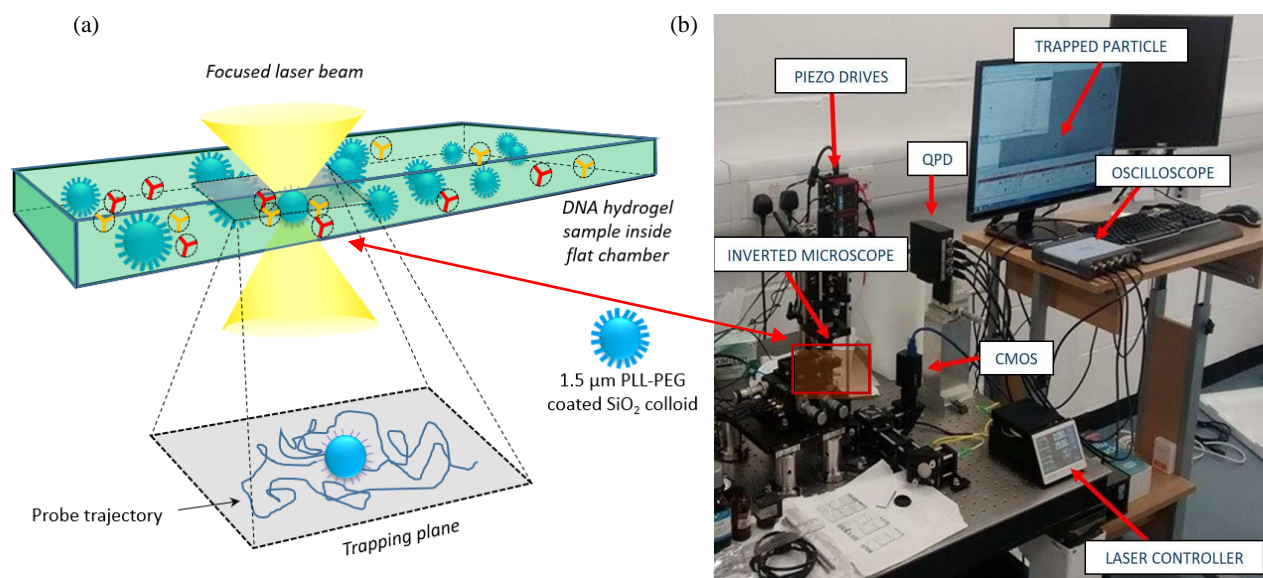 (a)
Focused laser beam
DNA hydrogel
sample inside
flat chamber
1.5 μm PLL-PEG
coated SiO₂ colloid
Probe trajectory
Trapping plane
(b)
TRAPPED PARTICLE
PIEZO DRIVES
QPD
OSCILLOSCOPE
INVERTED MICROSCOPE
CMOS
LASER CONTROLLER